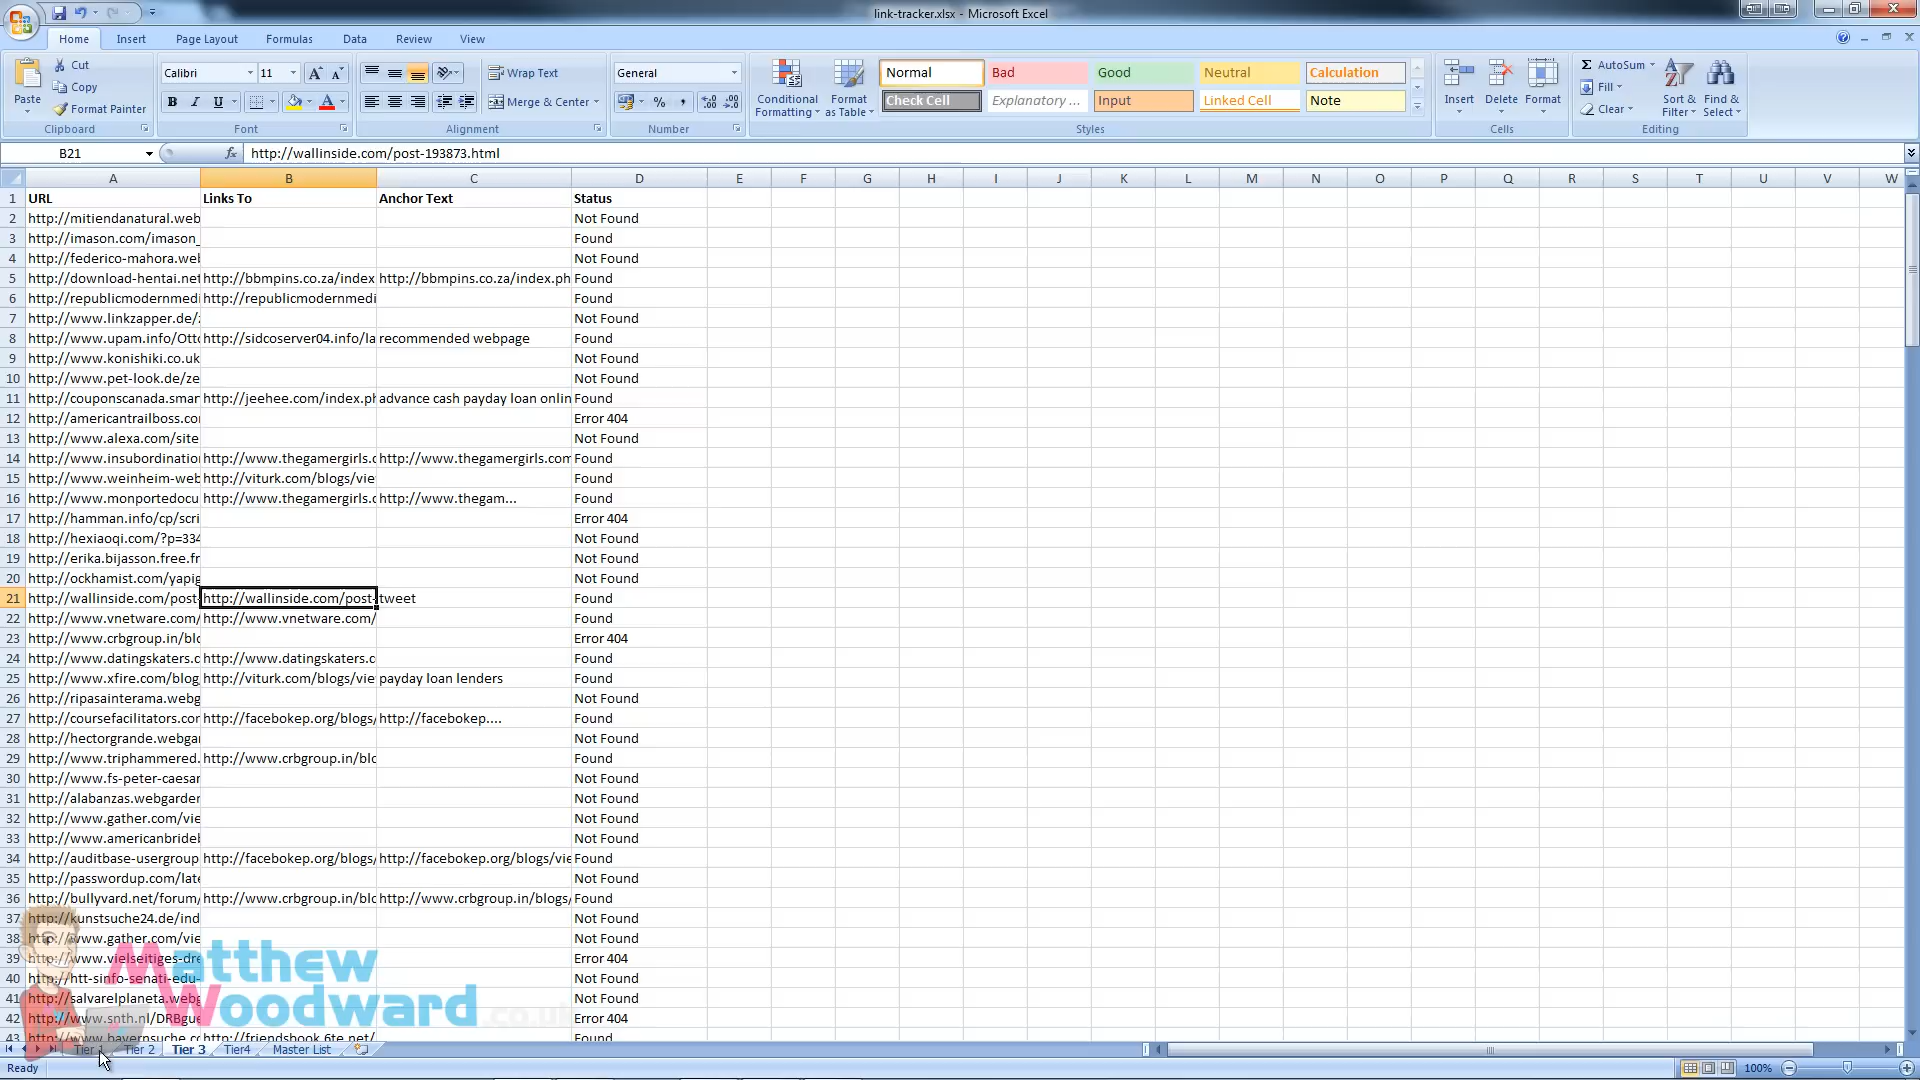 link-tracker.xlsx - Microsoft Excel
Home Insert Page Layout Formulas Data Review View
Paste Cut Copy Format Painter Clipboard
Calibri 11 Font
Wrap Text Merge & Center Alignment
General Number
Conditional Formatting Format as Table
Normal Bad Good Neutral Calculation
Check Cell Explanatory ... Input Linked Cell Note
Styles
Insert Delete Format Cells
AutoSum Fill Clear Sort & Filter Find & Select Editing
B21 fx http://wallinside.com/post-193873.html
A B C D E F G H I J K L M N O P Q R S T U V W
1 URL Links To Anchor Text Status
2 http://mitiendanatural.web Not Found
3 http://imason.com/imason_ Found
4 http://federico-mahora.web Not Found
5 http://download-hentai.net http://bbmpins.co.za/index http://bbmpins.co.za/index.ph Found
6 http://republicmodernmedi http://republicmodernmedi Found
7 http://www.linkzapper.de/ Not Found
8 http://www.upam.info/Otto http://sidcoserver04.info/la recommended webpage Found
9 http://www.konishiki.co.uk Not Found
10 http://www.pet-look.de/ze Not Found
11 http://couponscanada.smar http://jeehee.com/index.ph advance cash payday loan onlin Found
12 http://americantrailboss.co Error 404
13 http://www.alexa.com/site Not Found
14 http://www.insubordination http://www.thegamergirls.c http://www.thegamergirls.com Found
15 http://www.weinheim-web http://viturk.com/blogs/vie Found
16 http://www.monportedocu http://www.thegamergirls.c http://www.thegam... Found
17 http://hamman.info/cp/scri Error 404
18 http://hexiaoqi.com/?p=334 Not Found
19 http://erika.bijasson.free.fr Not Found
20 http://ockhamist.com/yapig Not Found
21 http://wallinside.com/post- http://wallinside.com/post- tweet Found
22 http://www.vnetware.com/ http://www.vnetware.com/ Found
23 http://www.crbgroup.in/blo Error 404
24 http://www.datingskaters.c http://www.datingskaters.c Found
25 http://www.xfire.com/blog http://viturk.com/blogs/vie payday loan lenders Found
26 http://ripasainterama.webg Not Found
27 http://coursefacilitators.co http://facebokep.org/blogs/ http://facebokep.... Found
28 http://hectorgrande.webga Not Found
29 http://www.triphammered. http://www.crbgroup.in/blo Found
30 http://www.fs-peter-caesar Not Found
31 http://alabanzas.webgarden Not Found
32 http://www.gather.com/vie Not Found
33 http://www.americanbrideb Not Found
34 http://auditbase-usergroup http://facebokep.org/blogs/ http://facebokep.org/blogs/vie Found
35 http://passwordup.com/late Not Found
36 http://bullyvard.net/forum/ http://www.crbgroup.in/blo http://www.crbgroup.in/blogs/ Found
37 http://kunstsuche24.de/ind Not Found
38 http://www.gather.com/vie Not Found
39 http://www.vielseitiges-dre Error 404
40 http://htt-sinfo-senati-edu- Not Found
41 http://salvarelplaneta.webg Not Found
42 http://www.snth.nl/DRBgue Error 404
43 http://www.bayernsuche.co http://friendsbook.6te.net/ Found
Matthew
Woodward
.co.uk
Tier 1 Tier 2 Tier 3 Tier4 Master List
Ready 100%